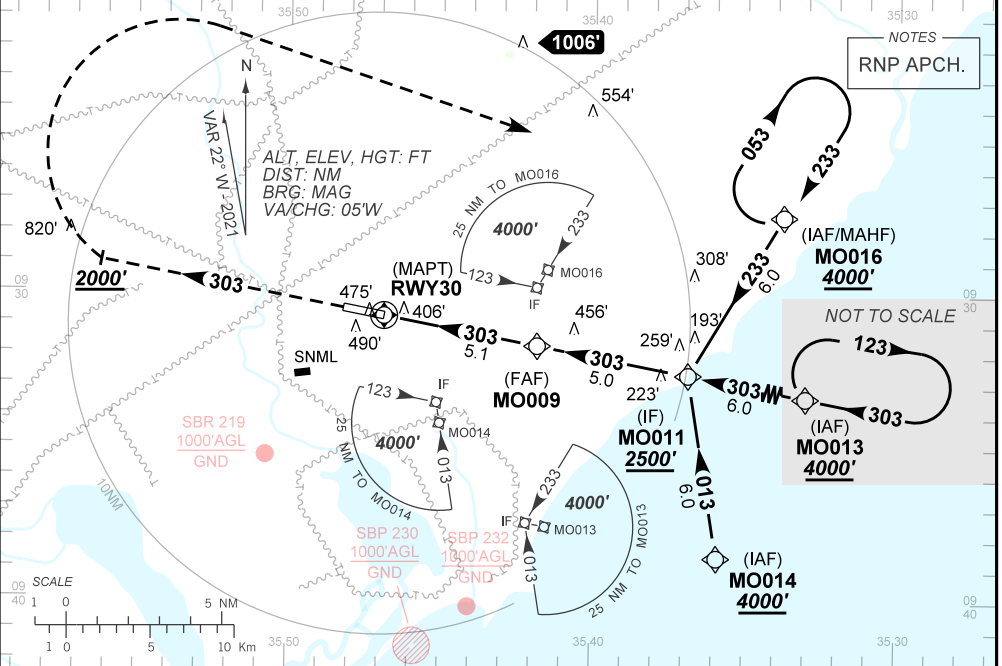 35 50
35 40
35 30
NOTES
RNP APCH.
1006'
554'
N
VAR 22° W - 2021
ALT, ELEV, HGT: FT
DIST: NM
BRG: MAG
VA/CHG: 05'W
053
233
820'
2000'
303
25 NM TO MO016
4000'
233
123
MO016
IF
(IAF/MAHF)
MO016
4000'
308'
233
6.0
09
30
09
30
(MAPT)
RWY30
475'
406'
490'
456'
193'
259'
223'
303
5.1
303
5.0
(FAF)
MO009
(IF)
MO011
2500'
NOT TO SCALE
123
303
6.0
303
(IAF)
MO013
4000'
SNML
123
IF
MO014
4000'
013
25 NM TO MO014
SBR 219
1000'AGL
GND
10NM
SBP 230
1000'AGL
GND
SBP 232
1000'AGL
GND
233
4000'
IF
MO013
013
25 NM TO MO013
013
6.0
(IAF)
MO014
4000'
09
40
09
40
SCALE
1 0 5 NM
1 0 5 10 Km
35 50
35 40
35 30